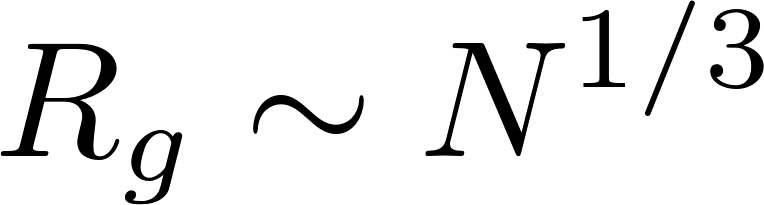 R_g ∼ N^{1/3}